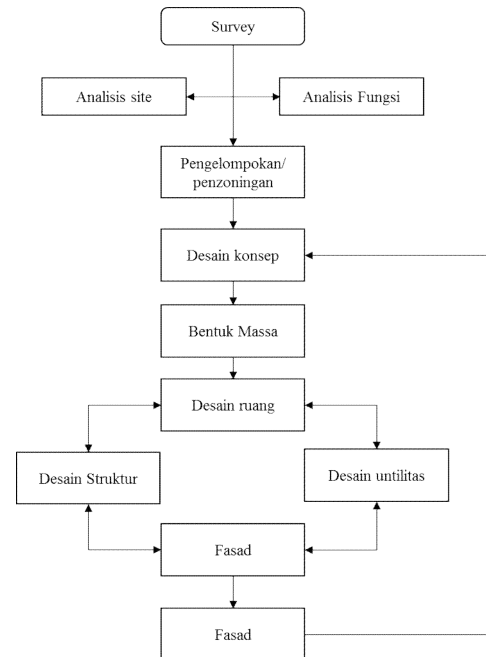 Survey
Analisis site
Analisis Fungsi
Pengelompokan/
penzoningan
Desain konsep
Bentuk Massa
Desain ruang
Desain Struktur
Desain untilitas
Fasad
Fasad